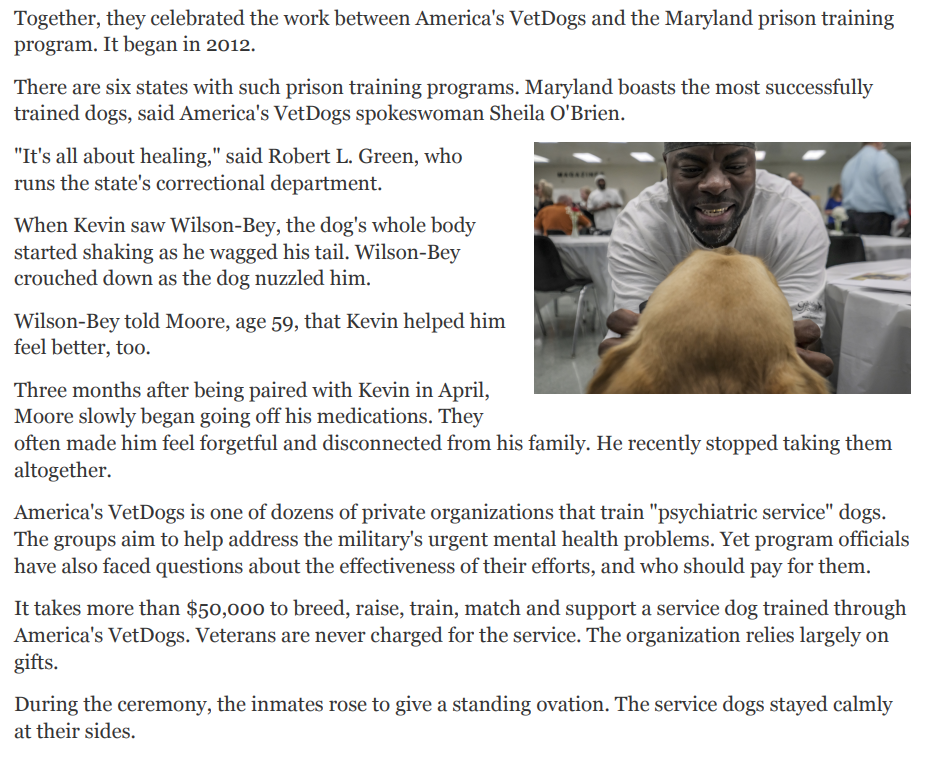 Together, they celebrated the work between America's VetDogs and the Maryland prison training
program. It began in 2012.
There are six states with such prison training programs. Maryland boasts the most successfully
trained dogs, said America's VetDogs spokeswoman Sheila O'Brien.
"It's all about healing," said Robert L. Green, who
runs the state's correctional department.
When Kevin saw Wilson-Bey, the dog's whole body
started shaking as he wagged his tail. Wilson-Bey
crouched down as the dog nuzzled him.
Wilson-Bey told Moore, age 59, that Kevin helped him
feel better, too.
Three months after being paired with Kevin in April,
Moore slowly began going off his medications. They
often made him feel forgetful and disconnected from his family. He recently stopped taking them
altogether.
America's VetDogs is one of dozens of private organizations that train "psychiatric service" dogs.
The groups aim to help address the military's urgent mental health problems. Yet program officials
have also faced questions about the effectiveness of their efforts, and who should pay for them.
It takes more than $50,000 to breed, raise, train, match and support a service dog trained through
America's VetDogs. Veterans are never charged for the service. The organization relies largely on
gifts.
During the ceremony, the inmates rose to give a standing ovation. The service dogs stayed calmly
at their sides.